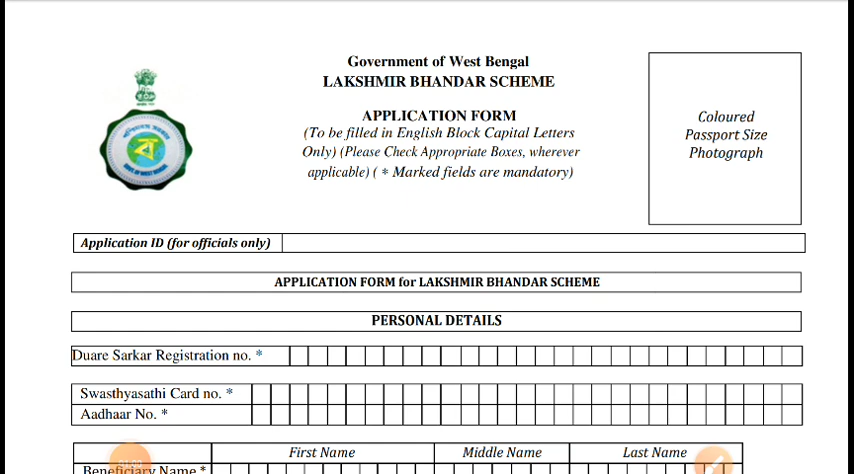 Government of West Bengal
LAKSHMIR BHANDAR SCHEME
APPLICATION FORM
(To be filled in English Block Capital Letters
Only) (Please Check Appropriate Boxes, wherever
applicable) ( * Marked fields are mandatory)
Coloured
Passport Size
Photograph
Application ID (for officials only)
APPLICATION FORM for LAKSHMIR BHANDAR SCHEME
PERSONAL DETAILS
Duare Sarkar Registration no. *
Swasthyasathi Card no. *
Aadhaar No. *
First Name Middle Name Last Name
Beneficiary Name *